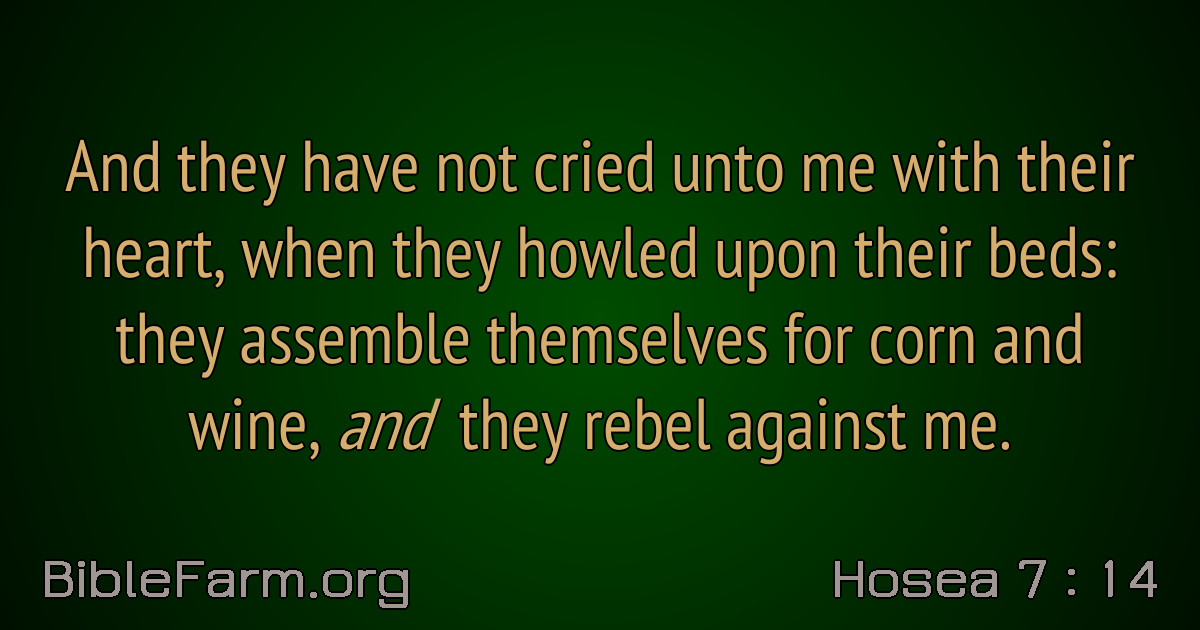 And they have not cried unto me with their
heart, when they howled upon their beds:
they assemble themselves for corn and
wine, and they rebel against me.
BibleFarm.org
Hosea 7 : 14